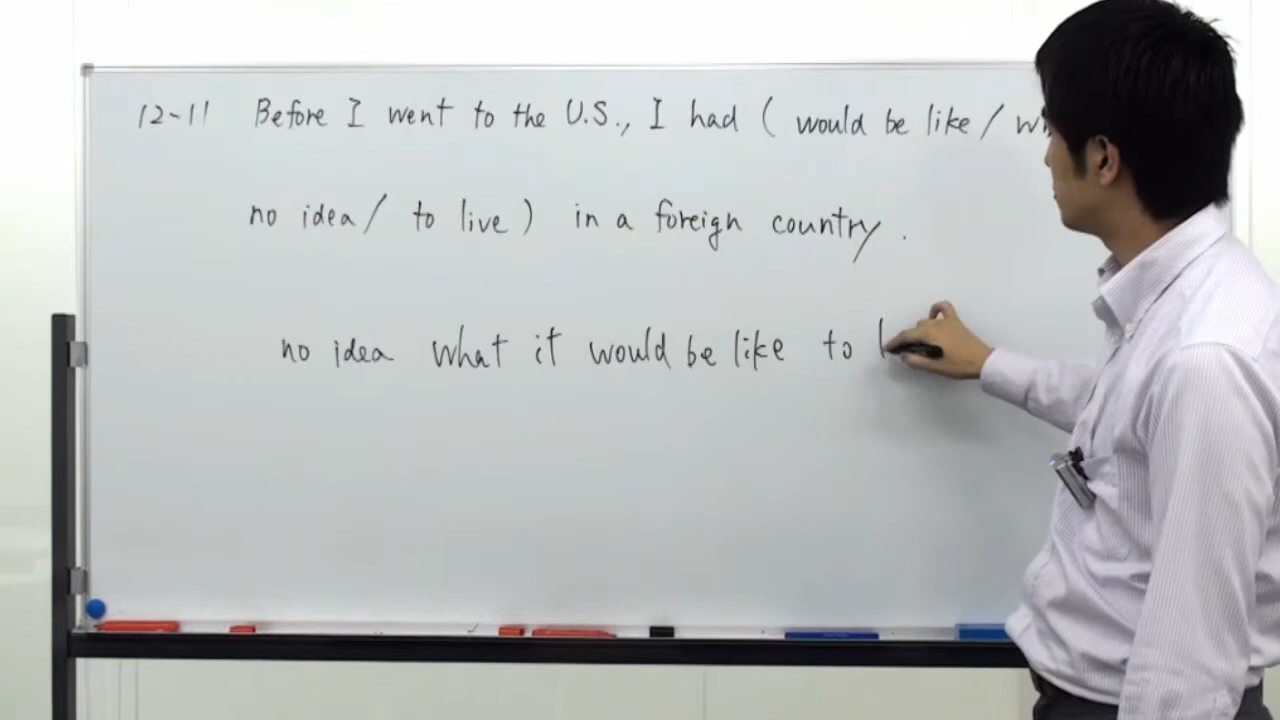 12-11 Before I went to the U.S., I had ( would be like /
no idea / to live ) in a foreign country.
no idea what it would be like to